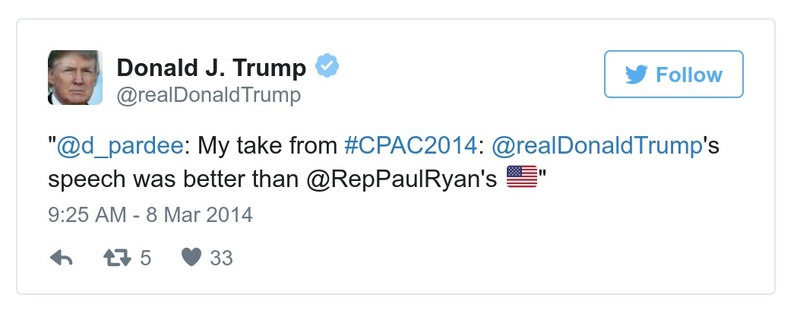 Donald J. Trump
@realDonaldTrump
Follow
"@d_pardee: My take from #CPAC2014: @realDonaldTrump's
speech was better than @RepPaulRyan's 🇺🇸"
9:25 AM - 8 Mar 2014
5 33